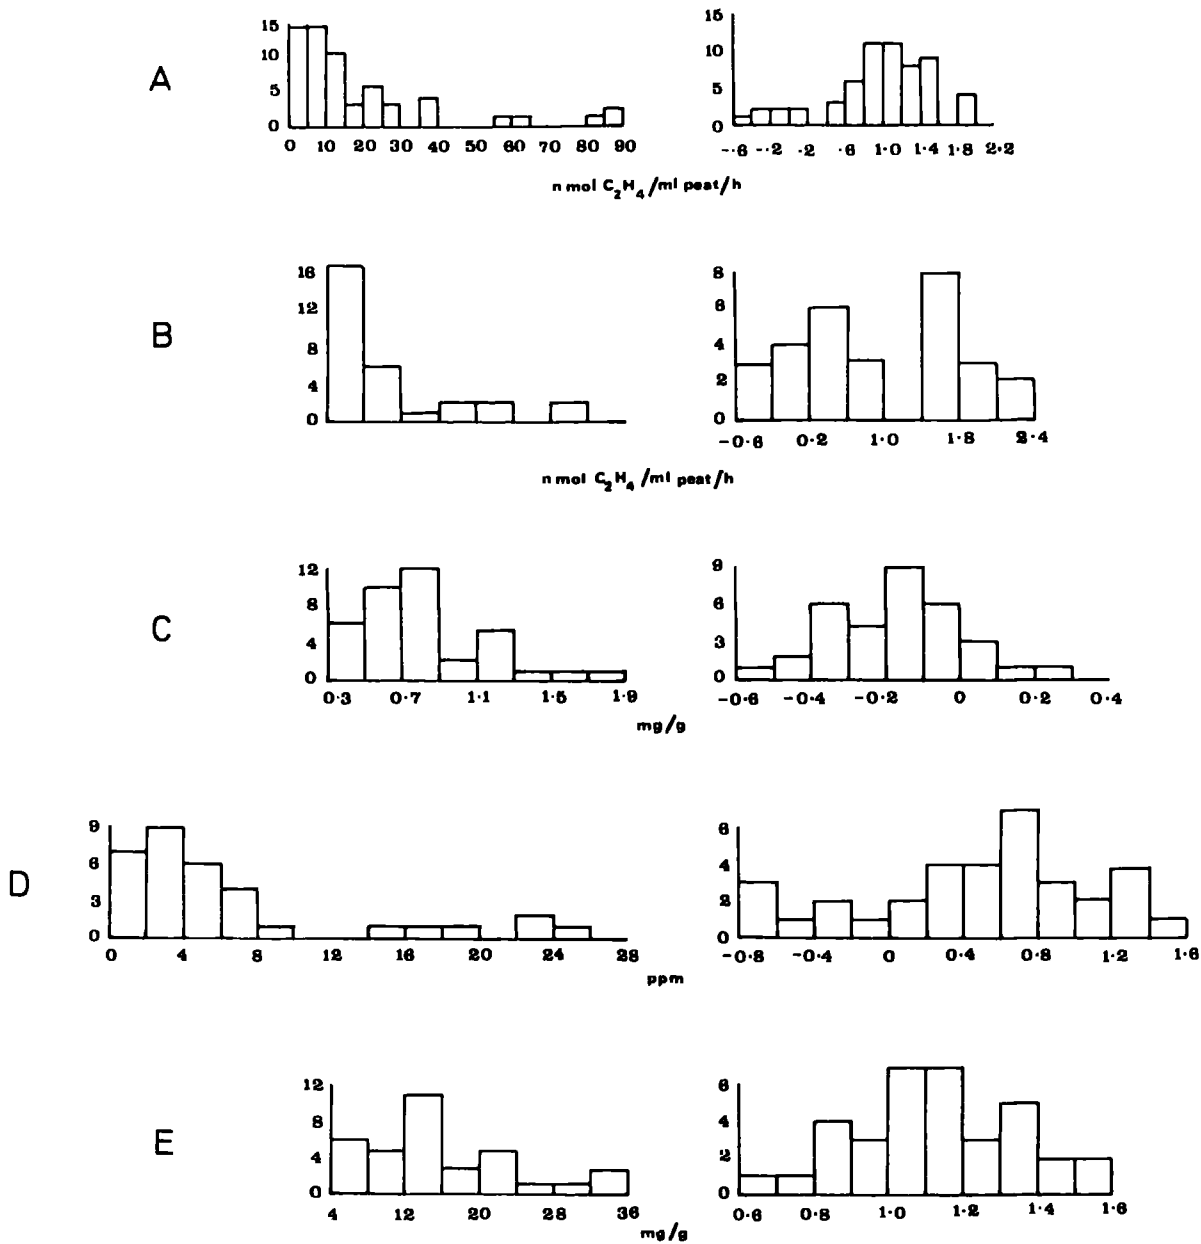 A
15
10
5
0
0 10 20 30 40 50 60 70 80 90
15
10
5
0
-·6 -·2 ·2 ·6 1·0 1·4 1·8 2·2
n mol C₂H₄/ml peat/h
B
16
12
8
4
0
8
6
4
2
0
-0·6 0·2 1·0 1·8 2·4
n mol C₂H₄/ml peat/h
C
12
8
4
0
0·3 0·7 1·1 1·5 1·9
9
6
3
0
-0·6 -0·4 -0·2 0 0·2 0·4
mg/g
D
9
6
3
0
0 4 8 12 16 20 24 28
6
4
2
0
-0·8 -0·4 0 0·4 0·8 1·2 1·6
ppm
E
12
8
4
0
4 12 20 28 36
6
4
2
0
0·6 0·8 1·0 1·2 1·4 1·6
mg/g